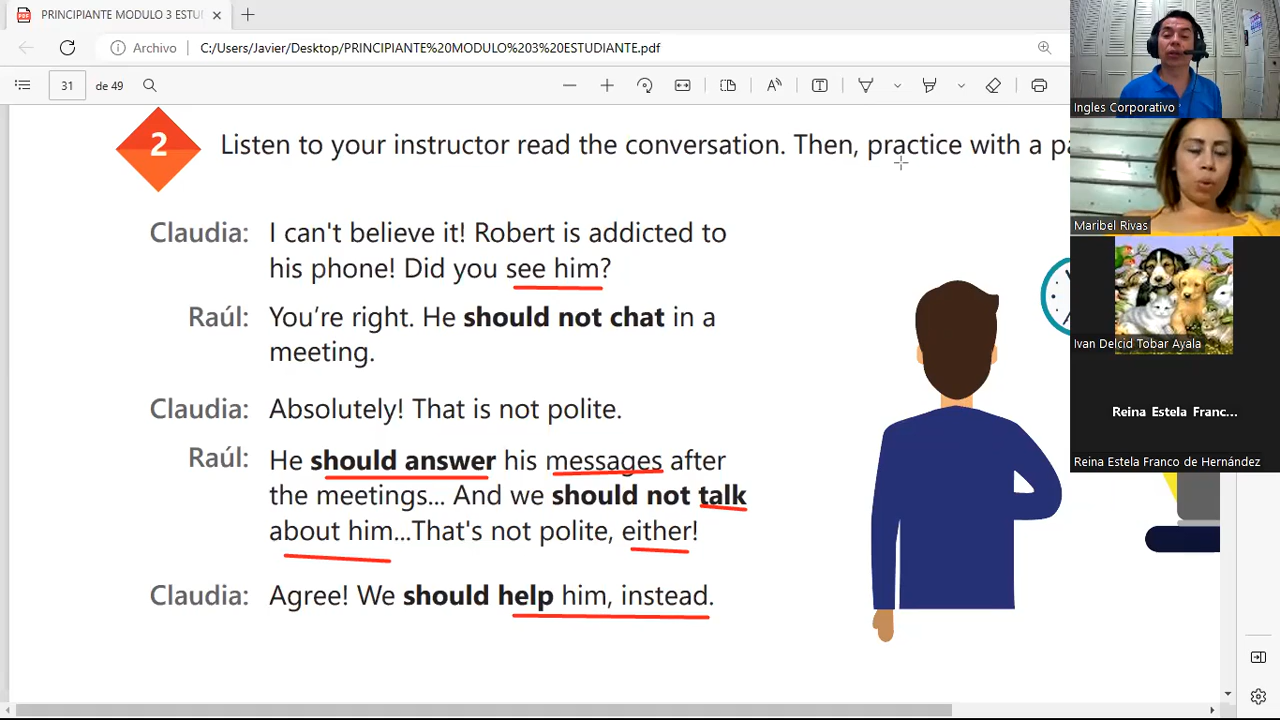 PRINCIPIANTE MODULO 3 ESTU
Archivo
C:/Users/Javier/Desktop/PRINCIPIANTE%20MODULO%203%20ESTUDIANTE.pdf
31
de 49
2
Listen to your instructor read the conversation. Then, practice with a pa
Claudia: I can't believe it! Robert is addicted to
his phone! Did you see him?
Raúl: You’re right. He should not chat in a
meeting.
Claudia: Absolutely! That is not polite.
Raúl: He should answer his messages after
the meetings... And we should not talk
about him...That's not polite, either!
Claudia: Agree! We should help him, instead.
Ingles Corporativo
Maribel Rivas
Ivan Delcid Tobar Ayala
Reina Estela Franc...
Reina Estela Franco de Hernández